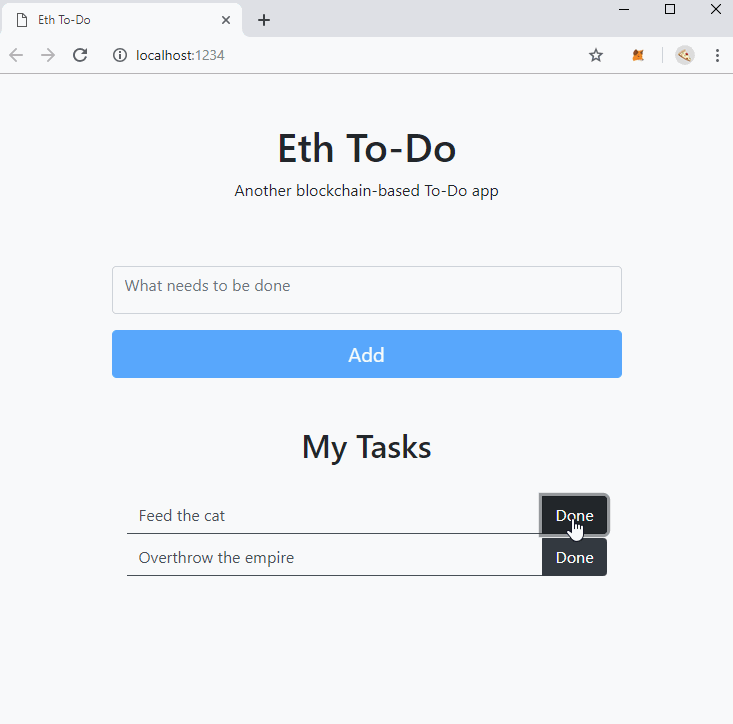 Eth To-Do
localhost:1234
Eth To-Do
Another blockchain-based To-Do app
What needs to be done
Add
My Tasks
Feed the cat
Done
Overthrow the empire
Done